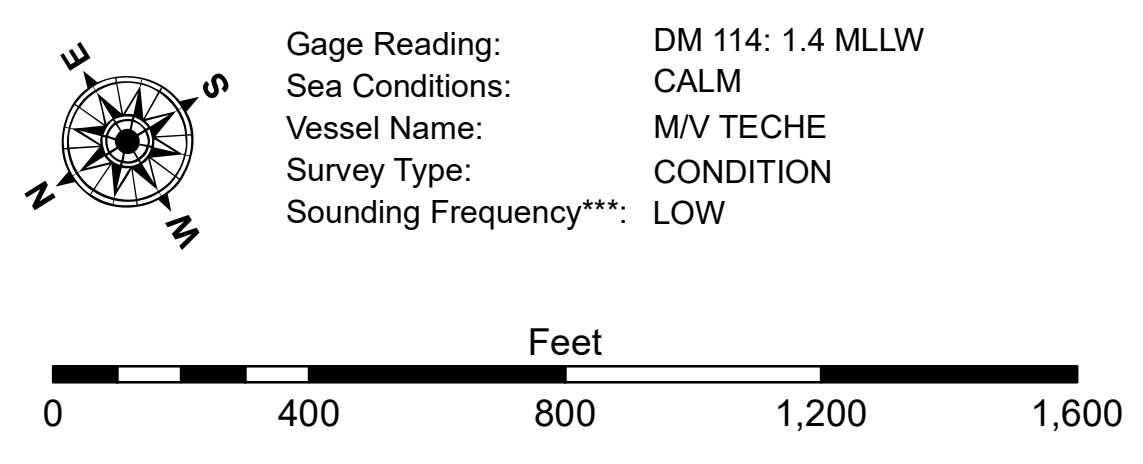 E
S
N
W
Gage Reading: DM 114: 1.4 MLLW
Sea Conditions: CALM
Vessel Name: M/V TECHE
Survey Type: CONDITION
Sounding Frequency***: LOW
Feet
0 400 800 1,200 1,600